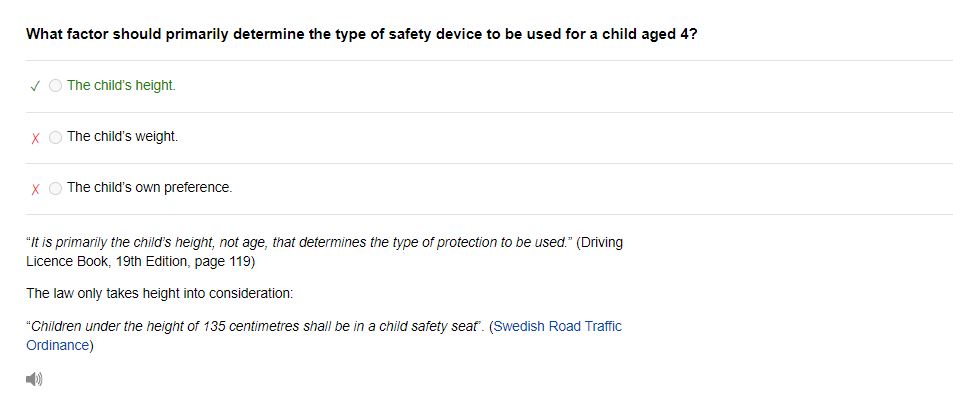 What factor should primarily determine the type of safety device to be used for a child aged 4?
✓ The child's height.
X The child's weight.
X The child's own preference.
"It is primarily the child's height, not age, that determines the type of protection to be used." (Driving
Licence Book, 19th Edition, page 119)
The law only takes height into consideration:
"Children under the height of 135 centimetres shall be in a child safety seat". (Swedish Road Traffic
Ordinance)